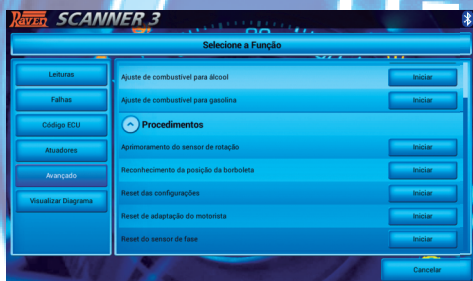 Raven SCANNER 3
Selecione a Função
Leituras
Falhas
Código ECU
Atuadores
Avançado
Visualizar Diagrama
Ajuste de combustível para álcool Iniciar
Ajuste de combustível para gasolina Iniciar
Procedimentos
Aprimoramento do sensor de rotação Iniciar
Reconhecimento da posição da borboleta Iniciar
Reset das configurações Iniciar
Reset de adaptação do motorista Iniciar
Reset do sensor de fase Iniciar
Cancelar